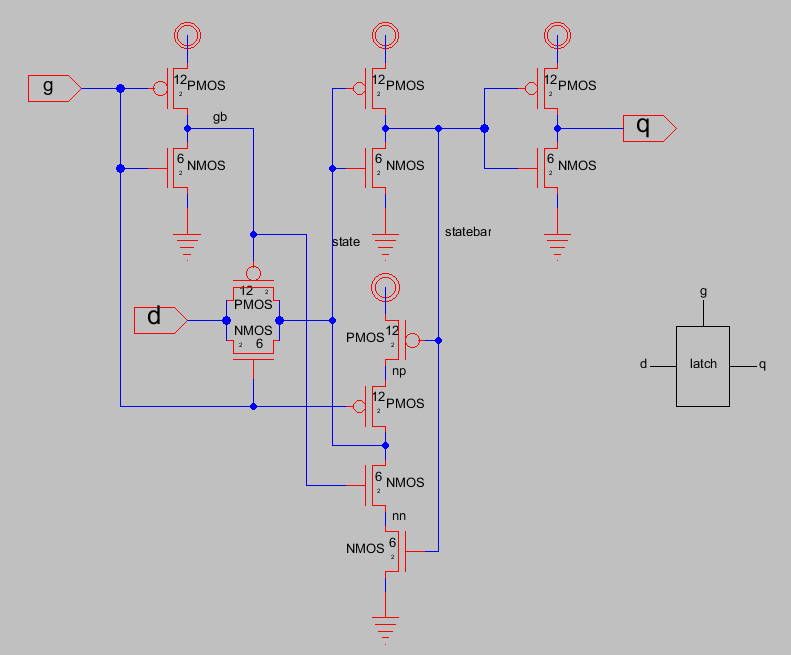 12 PMOS
2
12 PMOS
2
12 PMOS
2
g
gb
q
6 NMOS
2
6 NMOS
2
6 NMOS
2
state
statebar
12 2
PMOS
d
NMOS
2 6
PMOS 12
2
np
12 PMOS
2
g
d latch q
6 NMOS
2
nn
NMOS 6
2